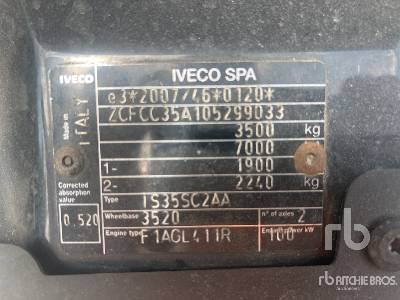 IVECO
IVECO SPA
Made in
ITALY
e3*2007/46*0120*
ZCFCC35A105299033
3500 kg
7000
1- 1900
2- 2240 kg
Corrected
absorption
value
0.520
Type IS35SC2AA
Wheelbase 3520 n° of axles 2
Engine type F1AGL411R Engine power kW 100
rb
RITCHIE BROS.